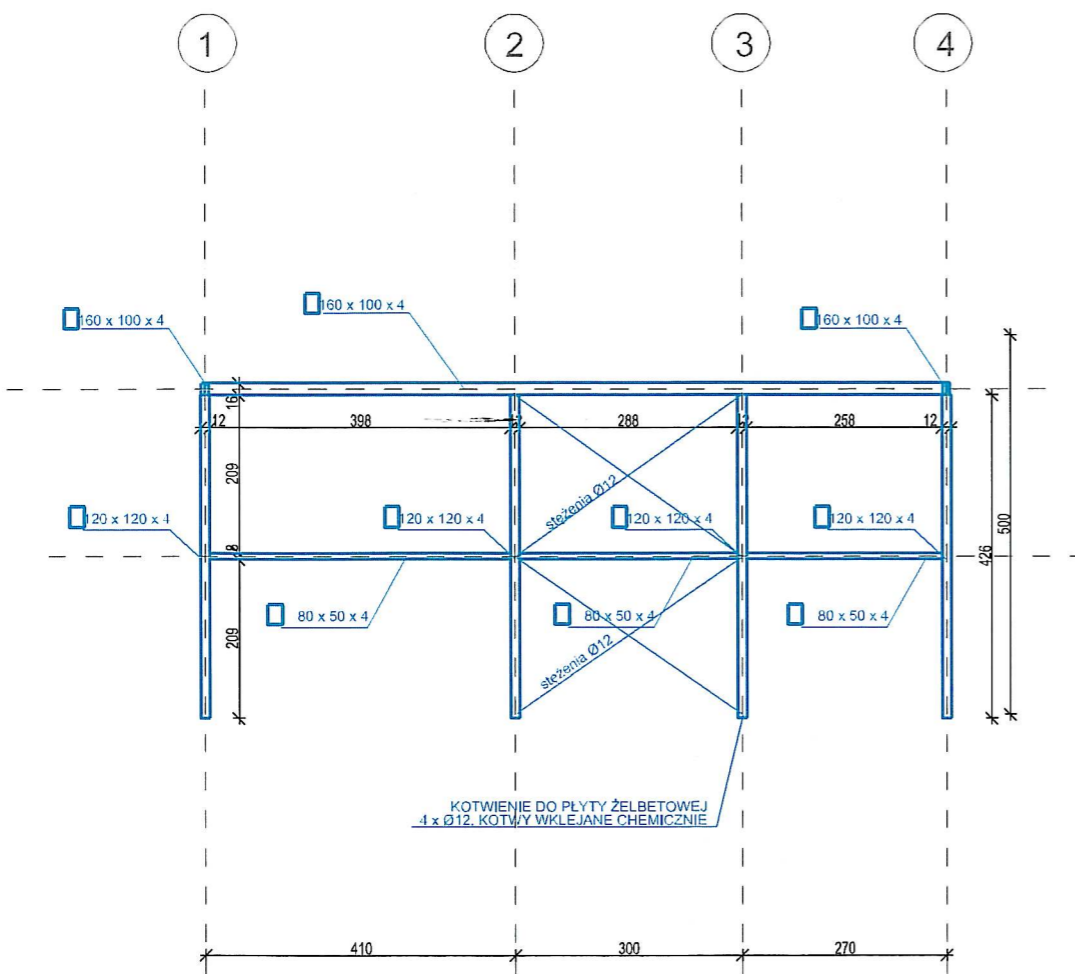 1
2
3
4
160 x 100 x 4
160 x 100 x 4
160 x 100 x 4
16
12
398
12
288
12
258
12
209
stężenia Ø12
500
426
120 x 120 x 4
120 x 120 x 4
120 x 120 x 4
120 x 120 x 4
8
80 x 50 x 4
80 x 50 x 4
80 x 50 x 4
209
stężenia Ø12
KOTWIENIE DO PŁYTY ŻELBETOWEJ
4 x Ø12, KOTWY WKLEJANE CHEMICZNIE
410
300
270